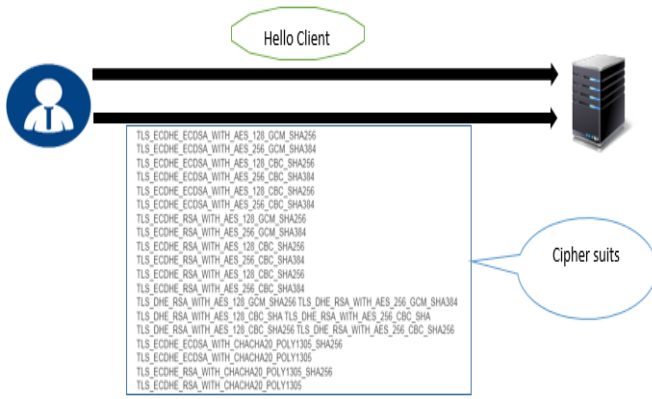 Hello Client
TLS_ECDHE_ECDSA_WITH_AES_128_GCM_SHA256
TLS_ECDHE_ECDSA_WITH_AES_256_GCM_SHA384
TLS_ECDHE_ECDSA_WITH_AES_128_CBC_SHA256
TLS_ECDHE_ECDSA_WITH_AES_256_CBC_SHA384
TLS_ECDHE_ECDSA_WITH_AES_128_CBC_SHA256
TLS_ECDHE_ECDSA_WITH_AES_256_CBC_SHA384
TLS_ECDHE_RSA_WITH_AES_128_GCM_SHA256
TLS_ECDHE_RSA_WITH_AES_256_GCM_SHA384
TLS_ECDHE_RSA_WITH_AES_128_CBC_SHA256
TLS_ECDHE_RSA_WITH_AES_256_CBC_SHA384
TLS_ECDHE_RSA_WITH_AES_128_CBC_SHA256
TLS_ECDHE_RSA_WITH_AES_256_CBC_SHA384
TLS_DHE_RSA_WITH_AES_128_GCM_SHA256 TLS_DHE_RSA_WITH_AES_256_GCM_SHA384
TLS_DHE_RSA_WITH_AES_128_CBC_SHA TLS_DHE_RSA_WITH_AES_256_CBC_SHA
TLS_DHE_RSA_WITH_AES_128_CBC_SHA256 TLS_DHE_RSA_WITH_AES_256_CBC_SHA256
TLS_ECDHE_ECDSA_WITH_CHACHA20_POLY1305_SHA256
TLS_ECDHE_ECDSA_WITH_CHACHA20_POLY1305
TLS_ECDHE_RSA_WITH_CHACHA20_POLY1305_SHA256
TLS_ECDHE_RSA_WITH_CHACHA20_POLY1305
Cipher suits